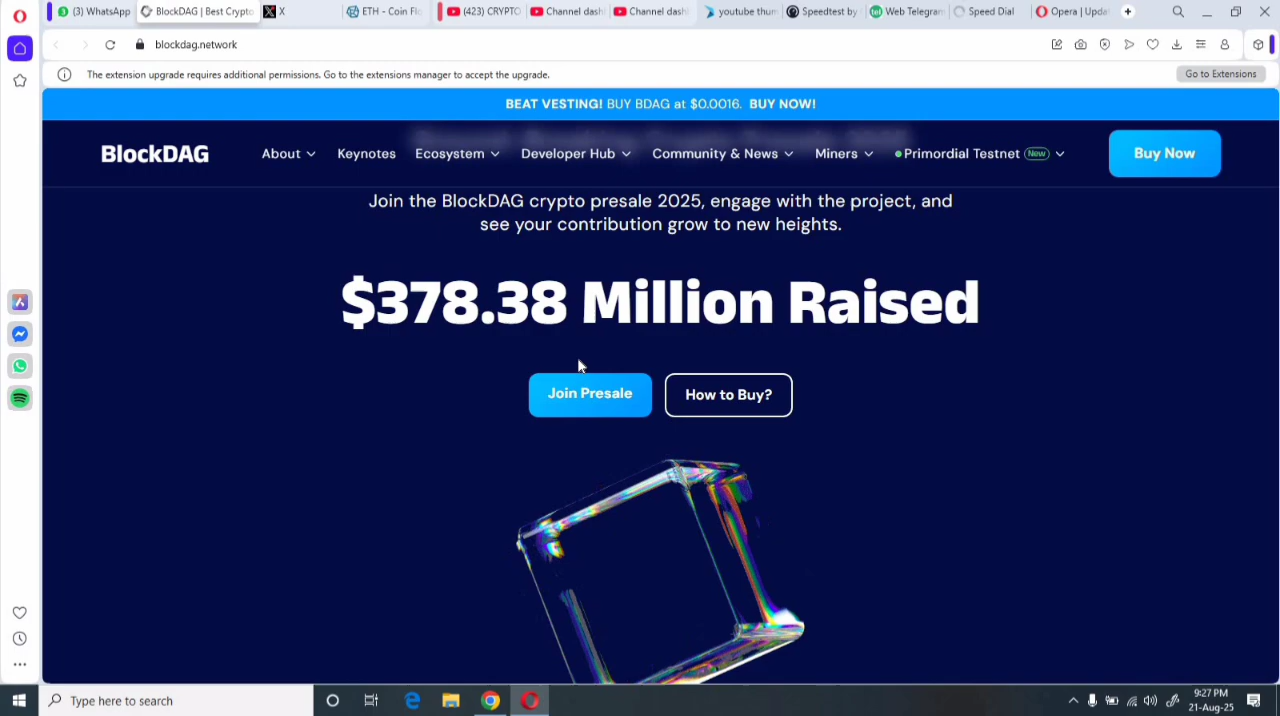 (3) WhatsApp
BlockDAG | Best Crypto
X
ETH - Coin Flo
(423) CRYPTO
Channel dash
Channel dash
youtube thum
Speedtest by
Web Telegram
Speed Dial
Opera | Upda
blockdag.network
The extension upgrade requires additional permissions. Go to the extensions manager to accept the upgrade.
Go to Extensions
BEAT VESTING! BUY BDAG at $0.0016. BUY NOW!
BlockDAG
About
Keynotes
Ecosystem
Developer Hub
Community & News
Miners
Primordial Testnet New
Buy Now
Join the BlockDAG crypto presale 2025, engage with the project, and
see your contribution grow to new heights.
$378.38 Million Raised
Join Presale
How to Buy?
Type here to search
9:27 PM
21-Aug-25